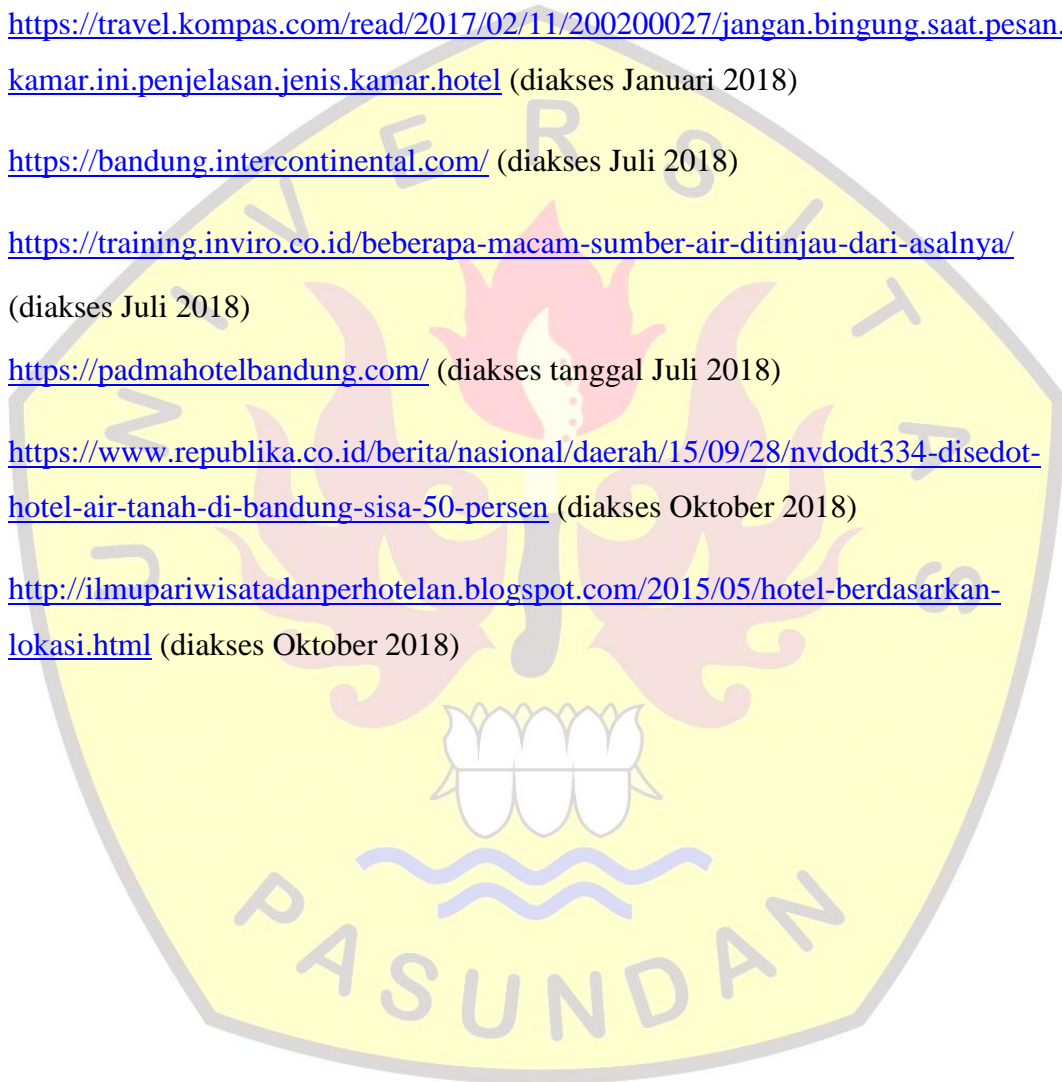 https://travel.kompas.com/read/2017/02/11/200200027/jangan.bingung.saat.pesan.
kamar.ini.penjelasan.jenis.kamar.hotel (diakses Januari 2018)
https://bandung.intercontinental.com/ (diakses Juli 2018)
https://training.inviro.co.id/beberapa-macam-sumber-air-ditinjau-dari-asalnya/
(diakses Juli 2018)
https://padmahotelbandung.com/ (diakses tanggal Juli 2018)
https://www.republika.co.id/berita/nasional/daerah/15/09/28/nvdodt334-disedot-
hotel-air-tanah-di-bandung-sisa-50-persen (diakses Oktober 2018)
http://ilmupariwisatadanperhotelan.blogspot.com/2015/05/hotel-berdasarkan-
lokasi.html (diakses Oktober 2018)
UNIVERSITAS
PASUNDAN